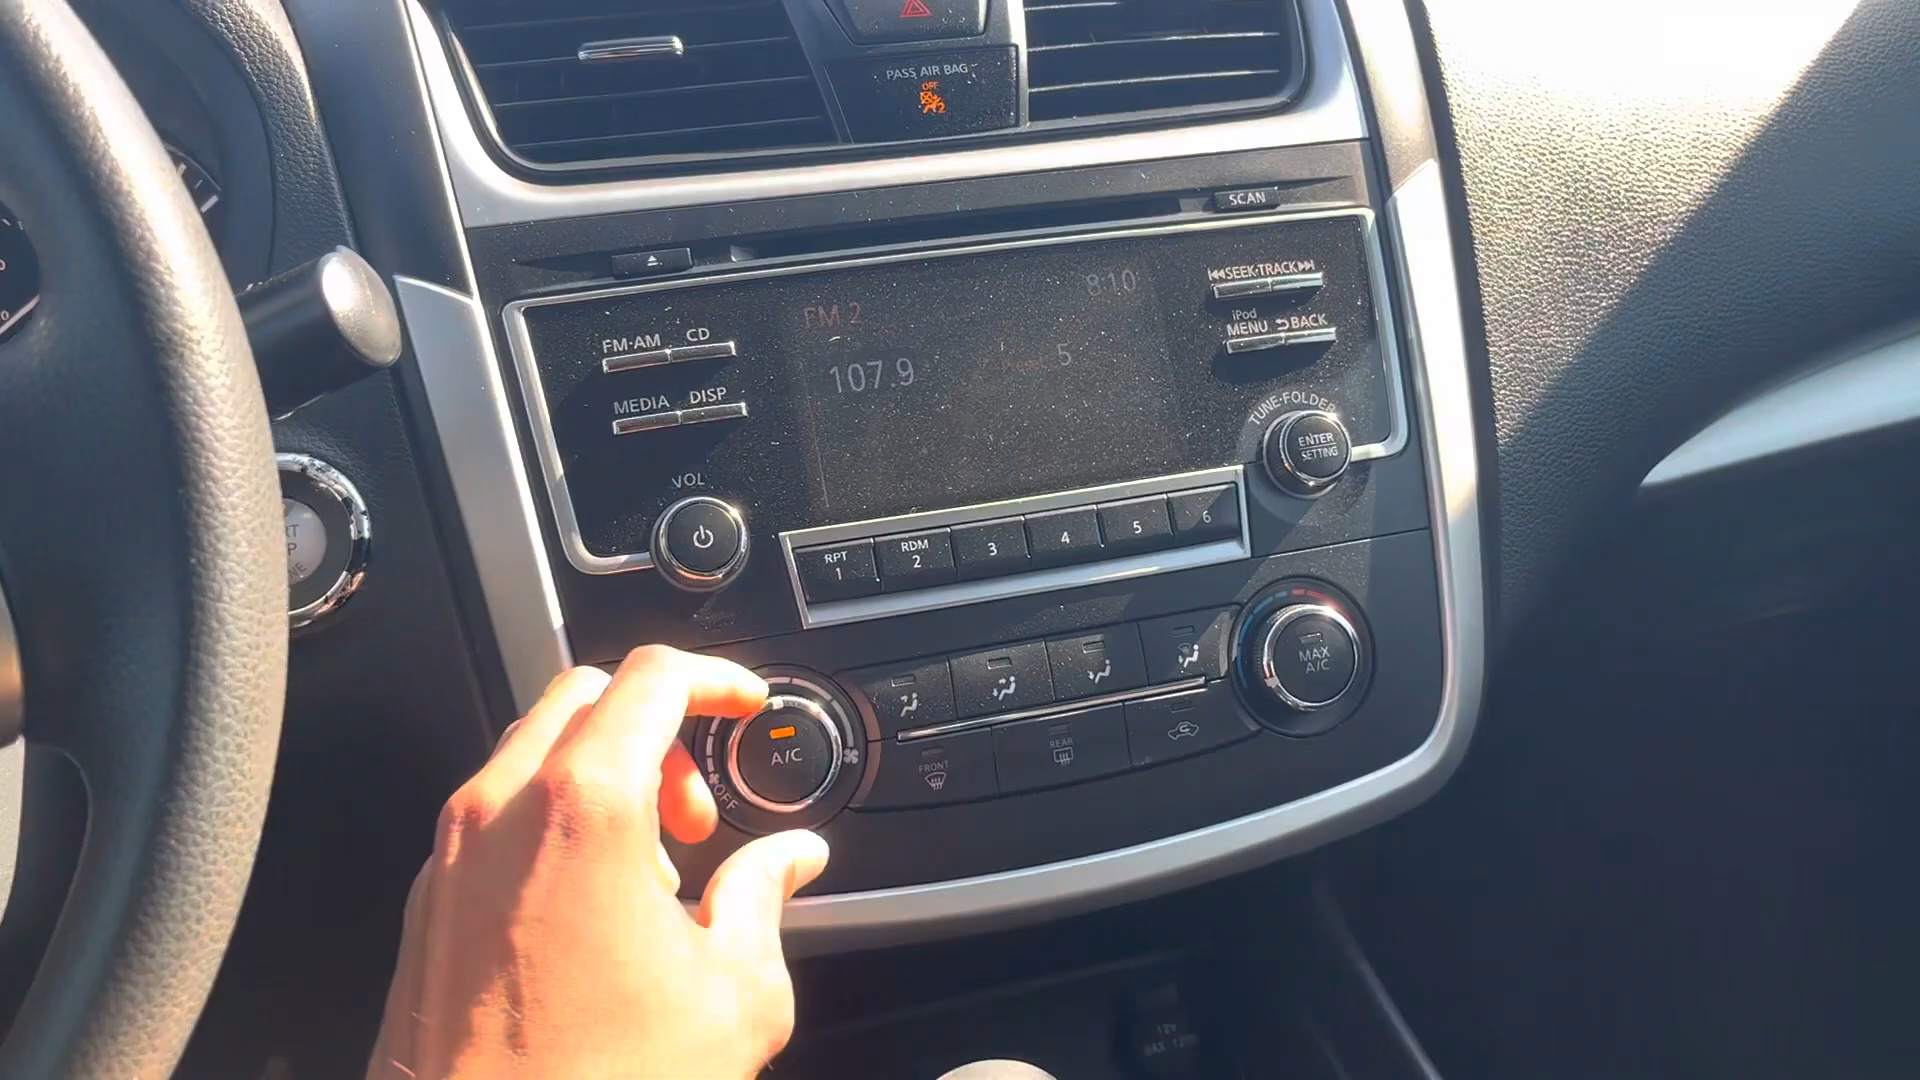 PASS AIR BAG
OFF
2
SCAN
SEEK·TRACK
8:10
FM 2
iPod
MENU BACK
FM·AM CD
107.9
5
MEDIA DISP
TUNE·FOLDER
ENTER
SETTING
VOL
RPT
1
RDM
2
3
4
5
6
MAX
A/C
A/C
OFF
FRONT
REAR
12V